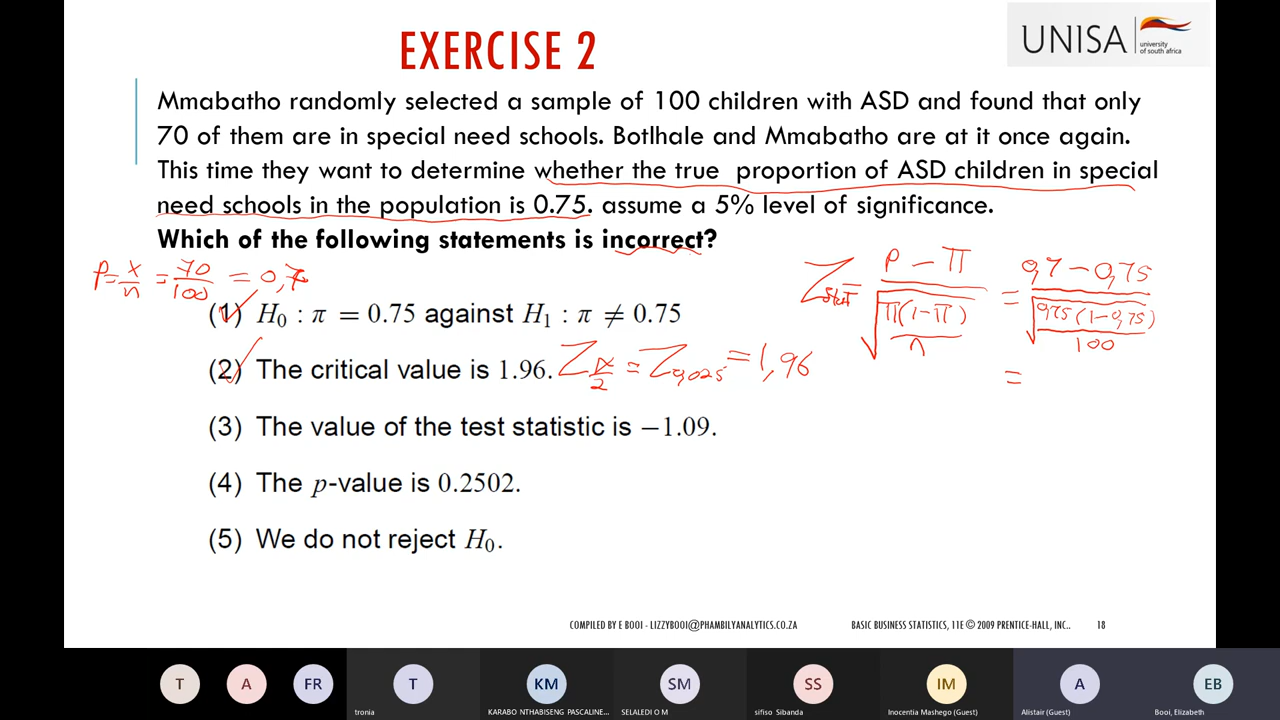 EXERCISE 2
UNISA
university
of south africa
Mmabatho randomly selected a sample of 100 children with ASD and found that only
70 of them are in special need schools. Botlhale and Mmabatho are at it once again.
This time they want to determine whether the true proportion of ASD children in special
need schools in the population is 0.75. assume a 5% level of significance.
Which of the following statements is incorrect?
P = x/n = 70/100 = 0,7
Zstat = (P − π) / √(π(1−π)/n) = (0,7 − 0,75) / √(0,75(1−0,75)/100)
=
(1) H₀ : π = 0.75 against H₁ : π ≠ 0.75
(2) The critical value is 1.96. Zα/2 = Z0,025 = 1,96
(3) The value of the test statistic is −1.09.
(4) The p-value is 0.2502.
(5) We do not reject H₀.
COMPILED BY E BOOI - LIZZYBOOI@PHAMBILYANALYTICS.CO.ZA
BASIC BUSINESS STATISTICS, 11E © 2009 PRENTICE-HALL, INC..
18
T
A
FR
T
KM
SM
SS
IM
A
EB
tronia
KARABO NTHABISENG PASCALINE...
SELALEDI O M
sifiso Sibanda
Inocentia Mashego (Guest)
Alistair (Guest)
Booi, Elizabeth